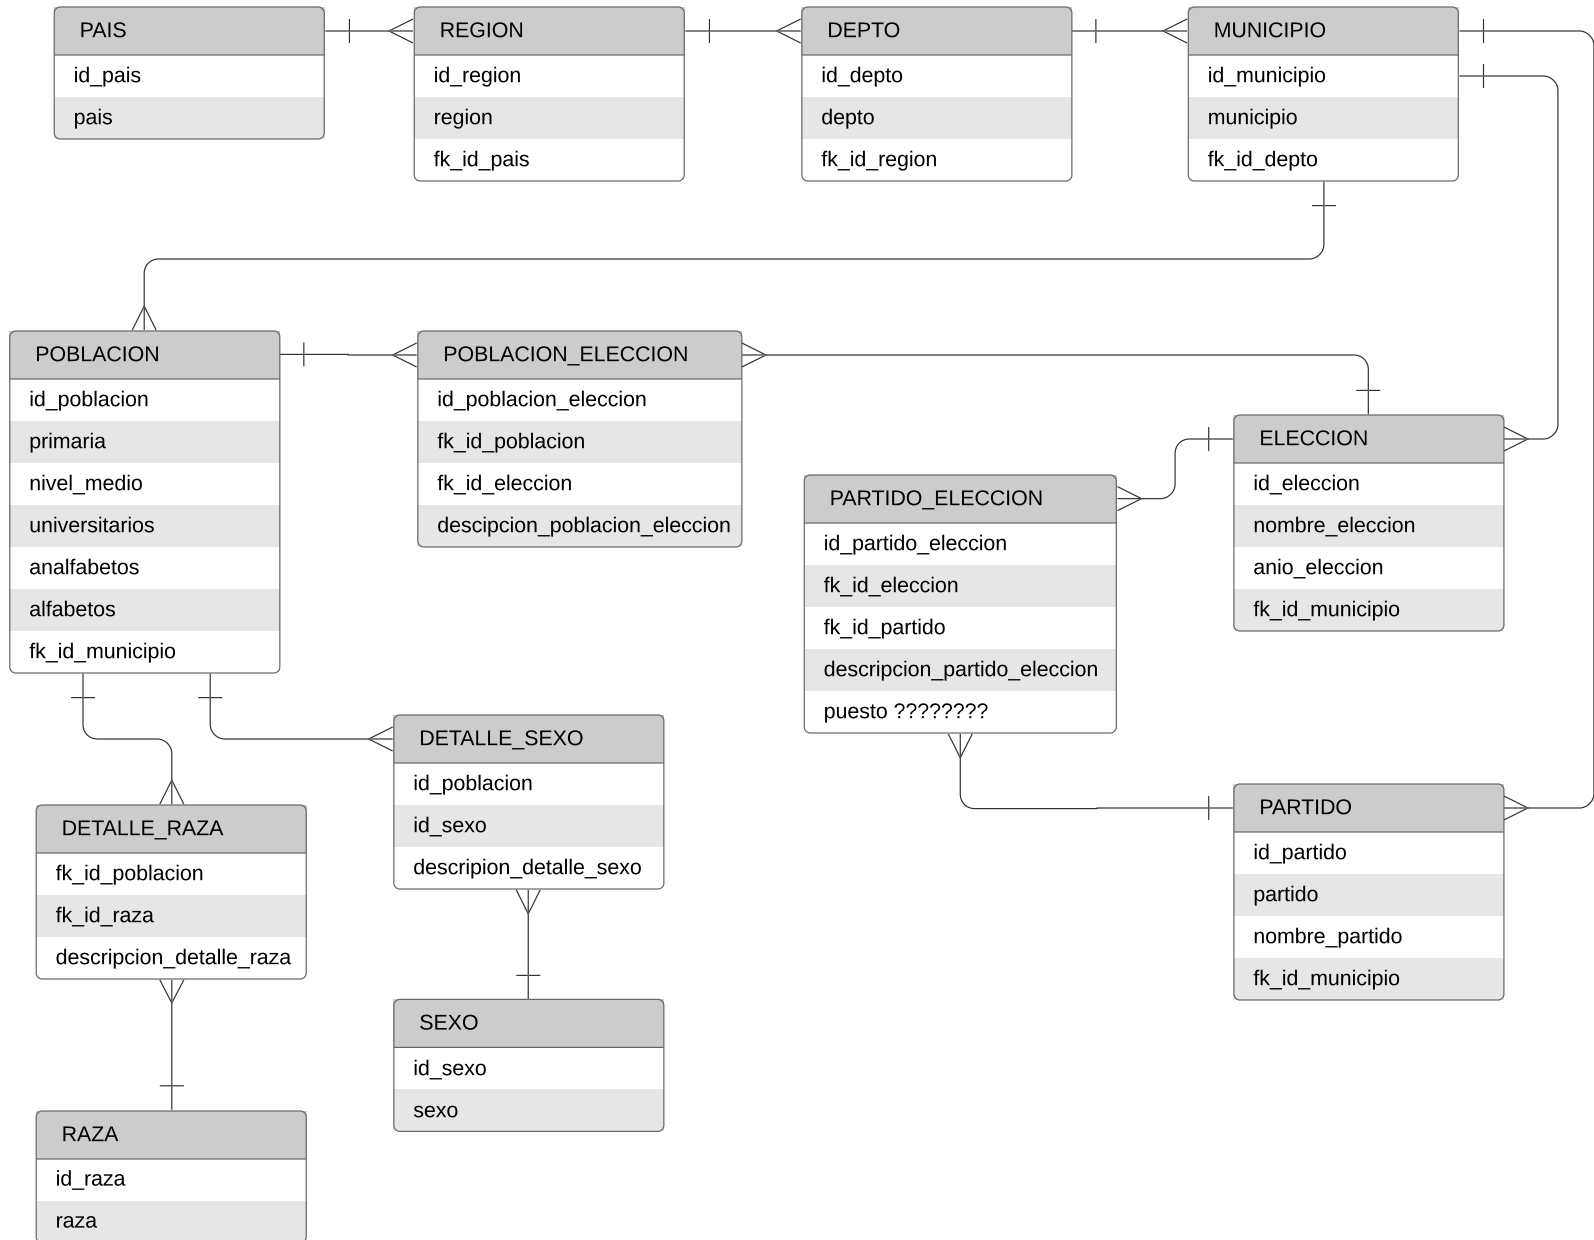 PAIS
id_pais
pais
REGION
id_region
region
fk_id_pais
DEPTO
id_depto
depto
fk_id_region
MUNICIPIO
id_municipio
municipio
fk_id_depto
POBLACION
id_poblacion
primaria
nivel_medio
universitarios
analfabetos
alfabetos
fk_id_municipio
POBLACION_ELECCION
id_poblacion_eleccion
fk_id_poblacion
fk_id_eleccion
descipcion_poblacion_eleccion
ELECCION
id_eleccion
nombre_eleccion
anio_eleccion
fk_id_municipio
PARTIDO_ELECCION
id_partido_eleccion
fk_id_eleccion
fk_id_partido
descripcion_partido_eleccion
puesto ????????
DETALLE_SEXO
id_poblacion
id_sexo
descripion_detalle_sexo
DETALLE_RAZA
fk_id_poblacion
fk_id_raza
descripcion_detalle_raza
PARTIDO
id_partido
partido
nombre_partido
fk_id_municipio
SEXO
id_sexo
sexo
RAZA
id_raza
raza